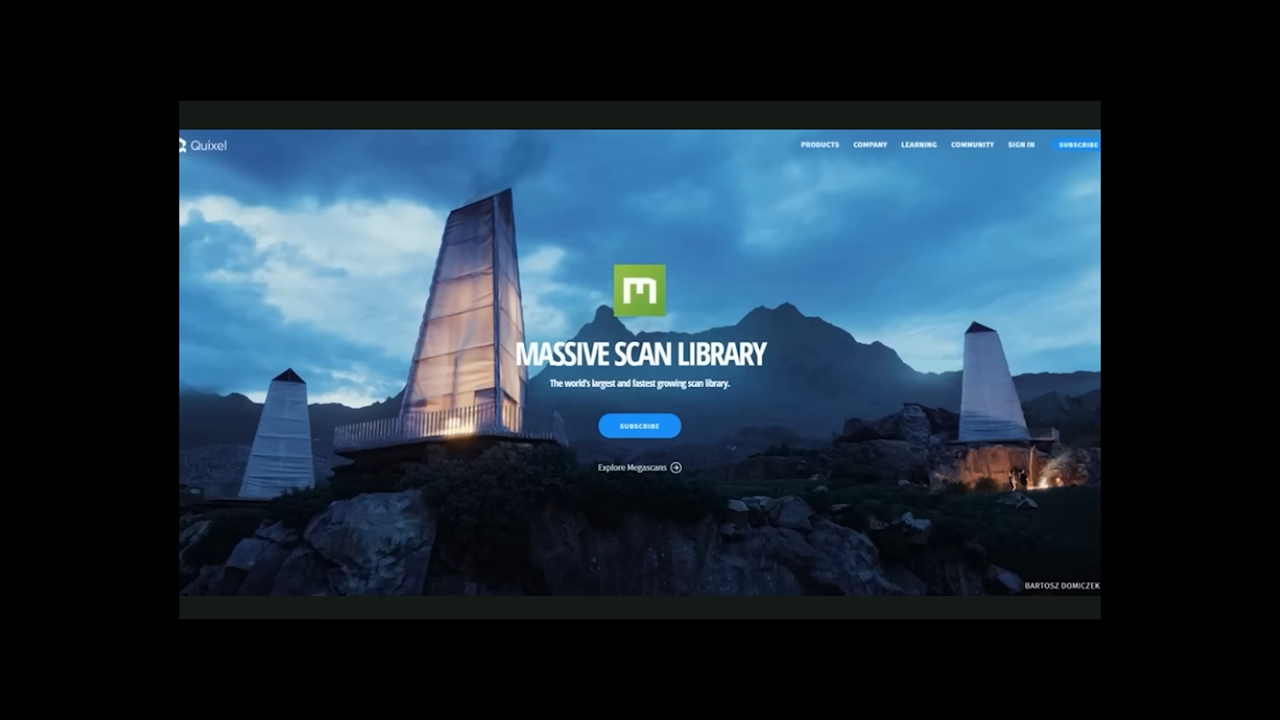 Quixel
PRODUCTS COMPANY LEARNING COMMUNITY SIGN IN SUBSCRIBE
m
MASSIVE SCAN LIBRARY
The world's largest and fastest growing scan library.
SUBSCRIBE
Explore Megascans
BARTOSZ DOMICZEK